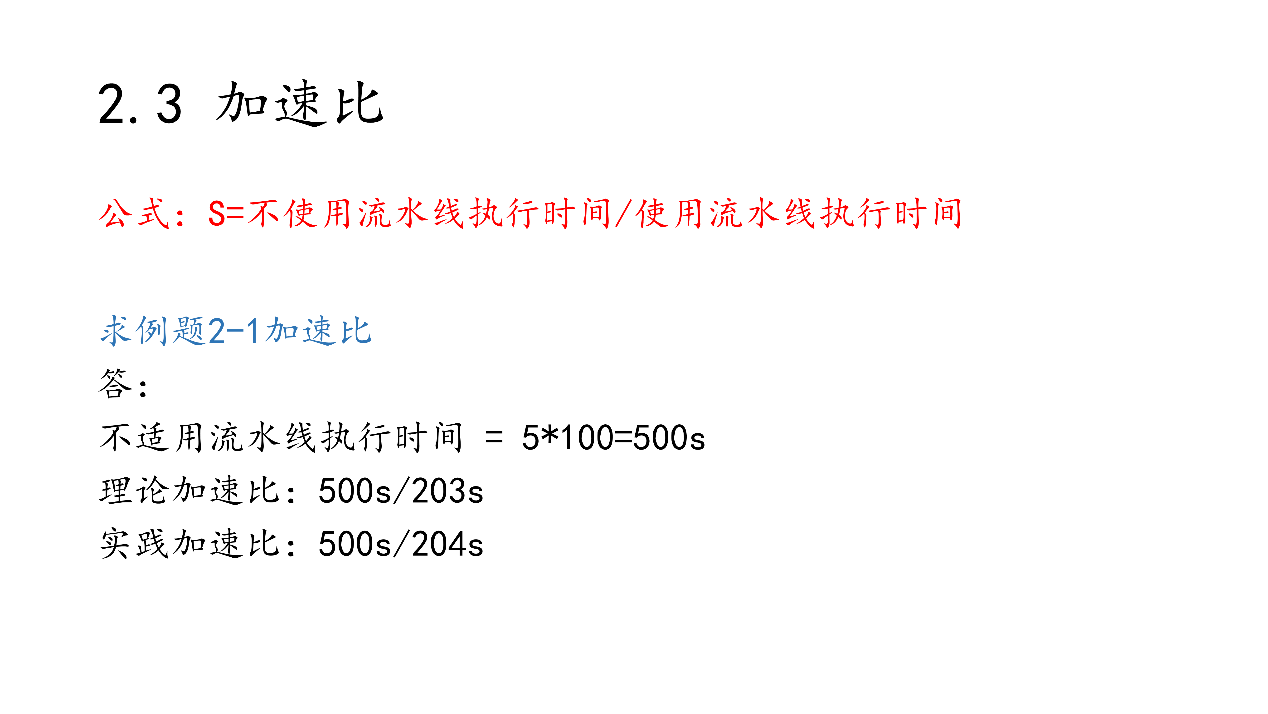 2.3 加速比
公式：S=不使用流水线执行时间/使用流水线执行时间
求例题2-1加速比
答：
不适用流水线执行时间 = 5*100=500s
理论加速比：500s/203s
实践加速比：500s/204s